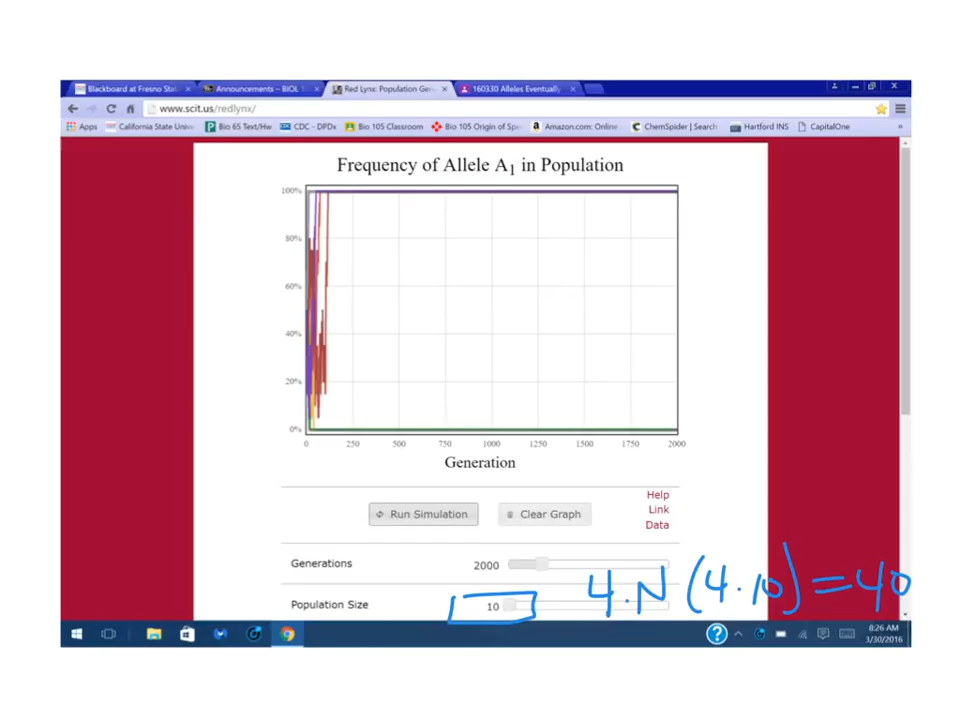 Blackboard at Fresno Stat
Announcements – BIOL 1
Red Lynx: Population Gen
160330 Alleles Eventually
www.scit.us/redlynx/
Apps
California State Unive
Bio 65 Text/Hw
CDC - DPDx
Bio 105 Classroom
Bio 105 Origin of Sp
Amazon.com: Online
ChemSpider | Search
Hartford INS
CapitalOne
»
Frequency of Allele A1 in Population
100%
80%
60%
40%
20%
0%
0 250 500 750 1000 1250 1500 1750 2000
Generation
Run Simulation
Clear Graph
Help
Link
Data
Generations 2000
Population Size 10
4.N (4.10) = 40
8:26 AM
3/30/2016